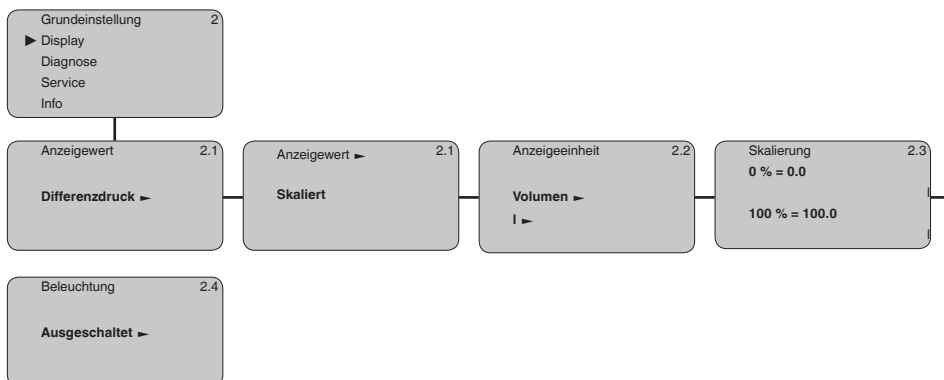 Grundeinstellung 2
► Display
Diagnose
Service
Info
Anzeigewert 2.1
Differenzdruck ►
Anzeigewert ► 2.1
Skaliert
Anzeigeeinheit 2.2
Volumen ►
l ►
Skalierung 2.3
0 % = 0.0
l
100 % = 100.0
l
Beleuchtung 2.4
Ausgeschaltet ►